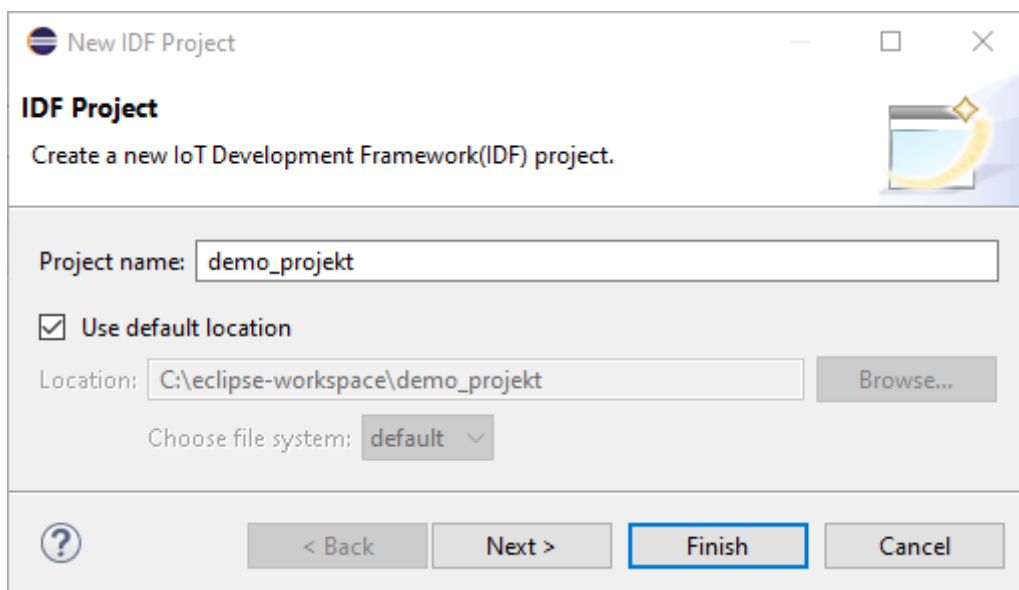 New IDF Project
IDF Project
Create a new IoT Development Framework(IDF) project.
Project name: demo_projekt
Use default location
Location: C:\eclipse-workspace\demo_projekt Browse...
Choose file system: default
? < Back Next > Finish Cancel